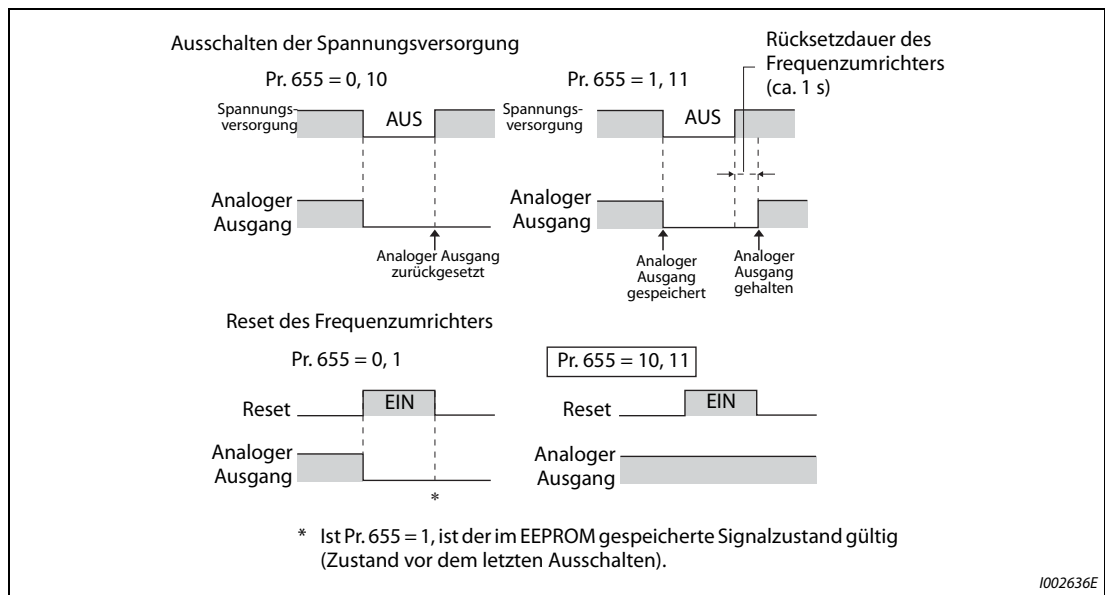 Ausschalten der Spannungsversorgung
Rücksetzdauer des
Frequenzumrichters
(ca. 1 s)
Pr. 655 = 0, 10
Pr. 655 = 1, 11
Spannungs-
versorgung
AUS
Spannungs-
versorgung
AUS
Analoger
Ausgang
Analoger
Ausgang
Analoger Ausgang
zurückgesetzt
Analoger
Ausgang
gespeichert
Analoger
Ausgang
gehalten
Reset des Frequenzumrichters
Pr. 655 = 0, 1
Pr. 655 = 10, 11
Reset
EIN
Reset
EIN
Analoger
Ausgang
*
Analoger
Ausgang
* Ist Pr. 655 = 1, ist der im EEPROM gespeicherte Signalzustand gültig
(Zustand vor dem letzten Ausschalten).
I002636E